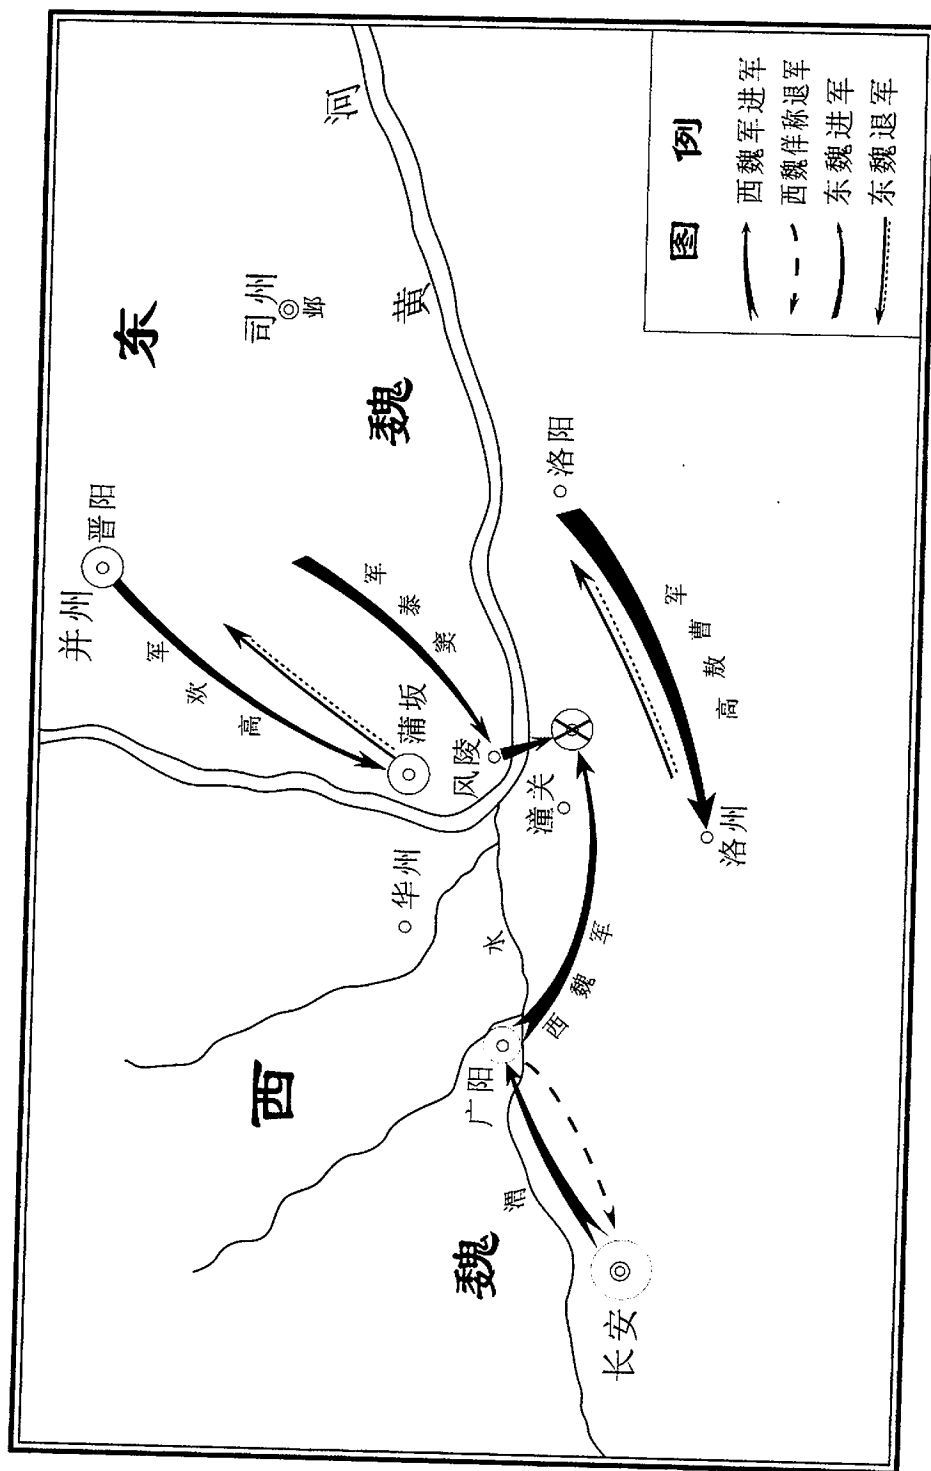 东
魏
西
魏
黄
河
渭
水
司州
邺
并州
晋阳
蒲坂
风陵
潼关
华州
广阳
长安
洛阳
洛州
高欢军
窦泰军
高敖曹军
西魏军
图例
西魏军进军
西魏佯称退军
东魏进军
东魏退军